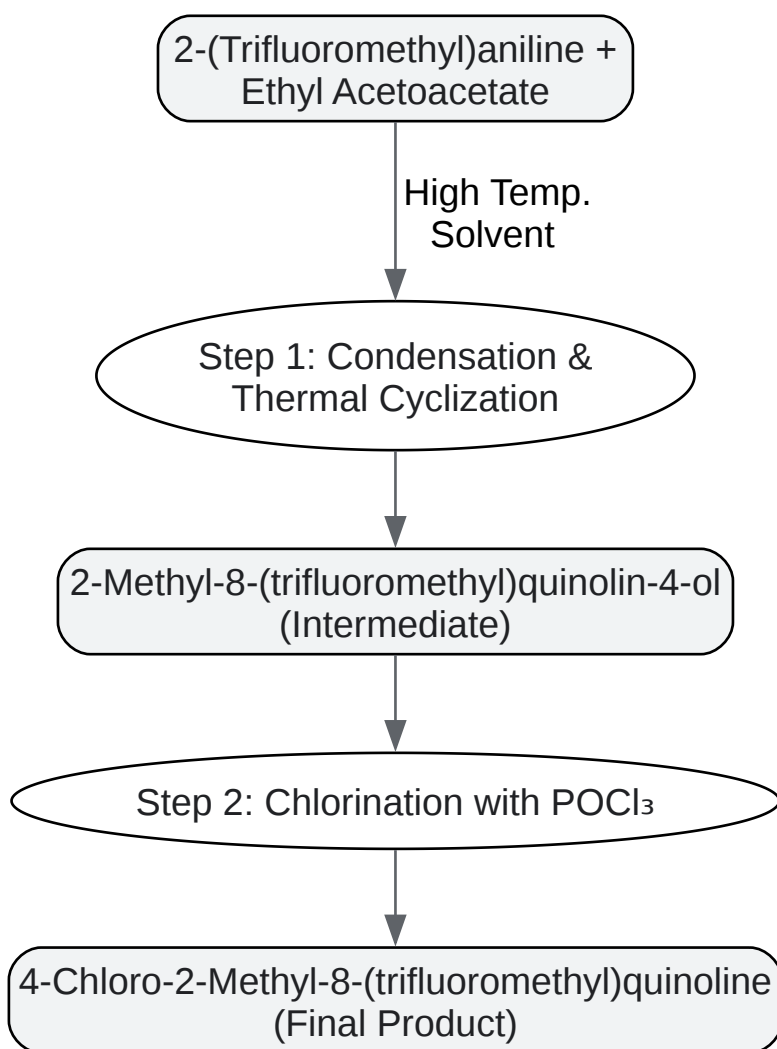 2-(Trifluoromethyl)aniline +
Ethyl Acetoacetate
High Temp.
Solvent
Step 1: Condensation &
Thermal Cyclization
2-Methyl-8-(trifluoromethyl)quinolin-4-ol
(Intermediate)
Step 2: Chlorination with POCl₃
4-Chloro-2-Methyl-8-(trifluoromethyl)quinoline
(Final Product)